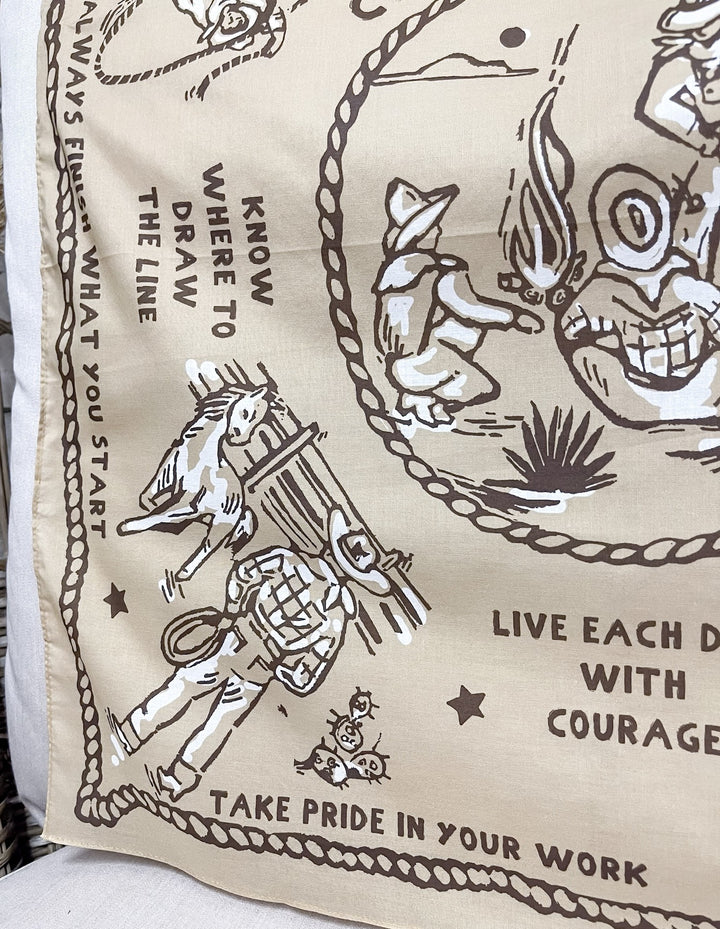 ALWAYS FINISH WHAT YOU START
KNOW
WHERE TO
DRAW
THE LINE
LIVE EACH D
WITH
COURAGE
TAKE PRIDE IN YOUR WORK